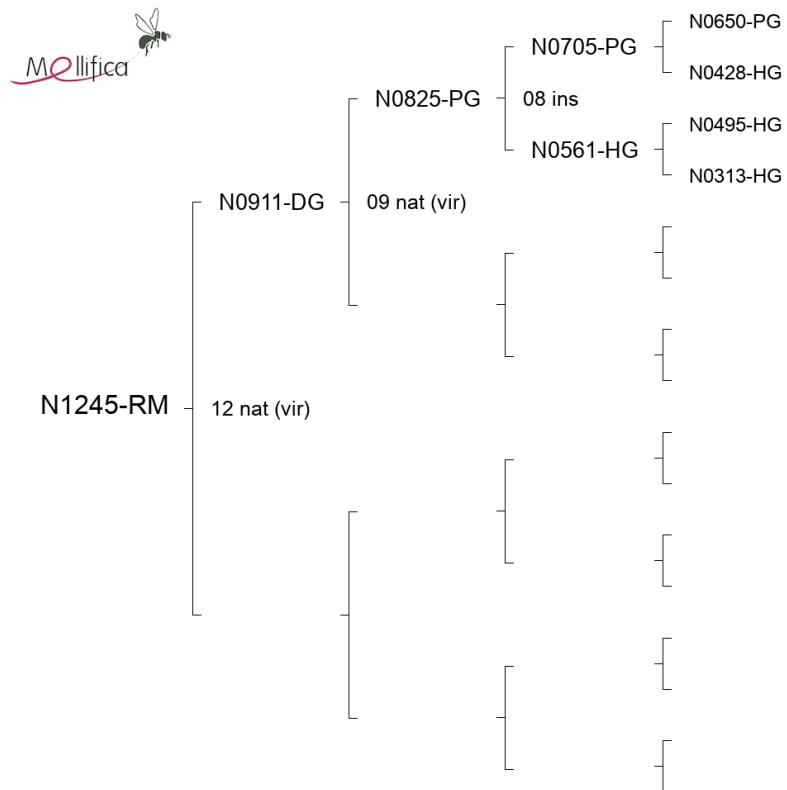 Mellifica
N0650-PG
N0705-PG
N0428-HG
N0825-PG
08 ins
N0495-HG
N0561-HG
N0313-HG
N0911-DG
09 nat (vir)
N1245-RM
12 nat (vir)